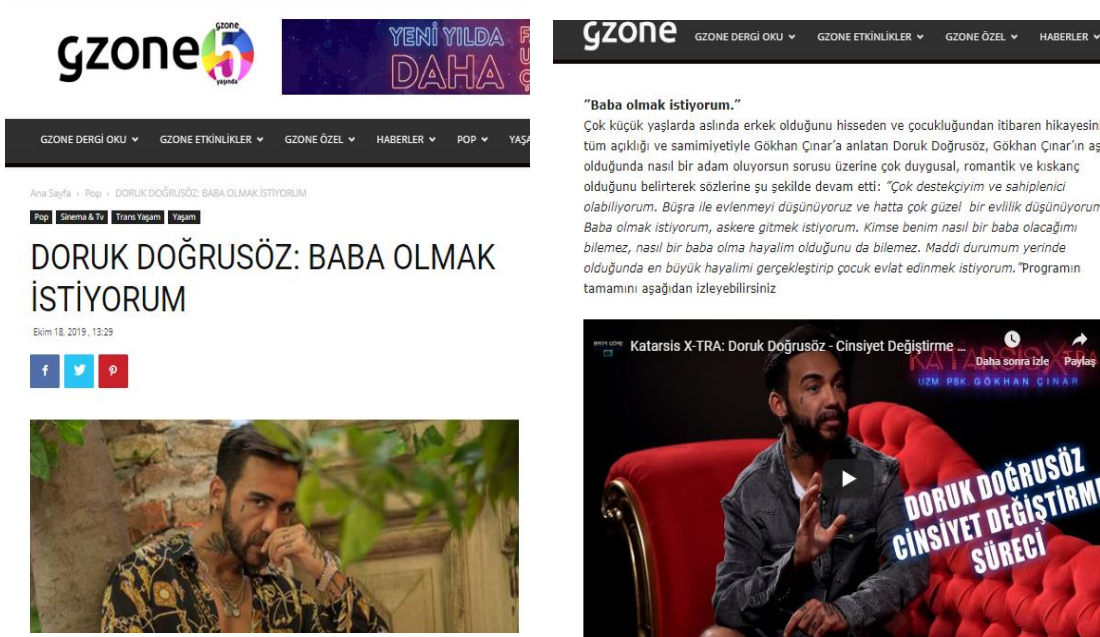 gzone
gzone
5
yaşında
YENİ YILDA
DAHA
GZONE DERGİ OKU
GZONE ETKİNLİKLER
GZONE ÖZEL
HABERLER
POP
Ana Sayfa › Pop › DORUK DOĞRUSÖZ: BABA OLMAK İSTİYORUM
Pop Sinema & Tv Trans Yaşam Yaşam
DORUK DOĞRUSÖZ: BABA OLMAK
İSTİYORUM
Ekim 18, 2019 , 13:29
gzone
GZONE DERGİ OKU
GZONE ETKİNLİKLER
GZONE ÖZEL
HABERLER
"Baba olmak istiyorum."
Çok küçük yaşlarda aslında erkek olduğunu hisseden ve çocukluğundan itibaren hikayesini
tüm açıklığı ve samimiyetiyle Gökhan Çınar'a anlatan Doruk Doğrusöz, Gökhan Çınar'ın aş
olduğunda nasıl bir adam oluyorsun sorusu üzerine çok duygusal, romantik ve kıskanç
olduğunu belirterek sözlerine şu şekilde devam etti: "Çok destekçiyim ve sahiplenici
olabiliyorum. Büşra ile evlenmeyi düşünüyoruz ve hatta çok güzel bir evlilik düşünüyorum
Baba olmak istiyorum, askere gitmek istiyorum. Kimse benim nasıl bir baba olacağımı
bilemez, nasıl bir baba olma hayalim olduğunu da bilemez. Maddi durumum yerinde
olduğunda en büyük hayalimi gerçekleştirip çocuk evlat edinmek istiyorum."Programın
tamamını aşağıdan izleyebilirsiniz
Katarsis X-TRA: Doruk Doğrusöz - Cinsiyet Değiştirme ...
Daha sonra izle
Paylaş
KATARSIS X-TRA
UZM. PSK. GÖKHAN ÇINAR
DORUK DOĞRUSÖZ
CİNSİYET DEĞİŞTİRME
SÜRECİ